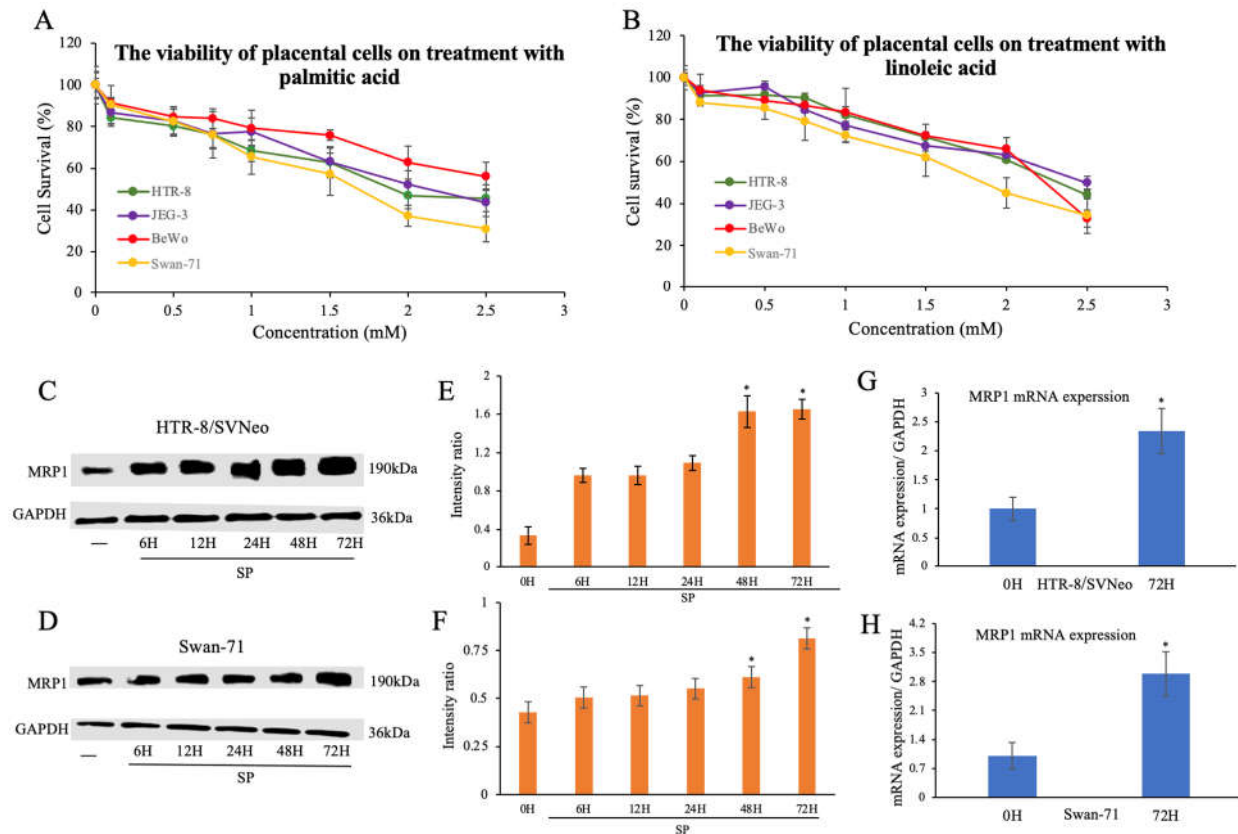 A
The viability of placental cells on treatment with
palmitic acid
Cell Survival (%)
120
100
80
60
40
20
0
HTR-8
JEG-3
BeWo
Swan-71
0
0.5
1
1.5
2
2.5
3
Concentration (mM)
B
The viability of placental cells on treatment with
linoleic acid
Cell survival (%)
120
100
80
60
40
20
0
HTR-8
JEG-3
BeWo
Swan-71
0
0.5
1
1.5
2
2.5
3
Concentration (mM)
C
HTR-8/SVNeo
MRP1
190kDa
GAPDH
36kDa
—
6H 12H 24H 48H 72H
SP
D
Swan-71
MRP1
190kDa
GAPDH
36kDa
—
6H 12H 24H 48H 72H
SP
E
Intensity ratio
2
1.6
1.2
0.8
0.4
0
*
*
0H 6H 12H 24H 48H 72H
SP
F
Intensity ratio
1
0.75
0.5
0.25
0
*
*
0H 6H 12H 24H 48H 72H
SP
G
MRP1 mRNA experssion
mRNA expression/ GAPDH
3
2.5
2
1.5
1
0.5
0
*
0H HTR-8/SVNeo 72H
H
MRP1 mRNA expression
mRNA expression/ GAPDH
4.2
3.5
2.8
2.1
1.4
0.7
0
*
0H Swan-71 72H